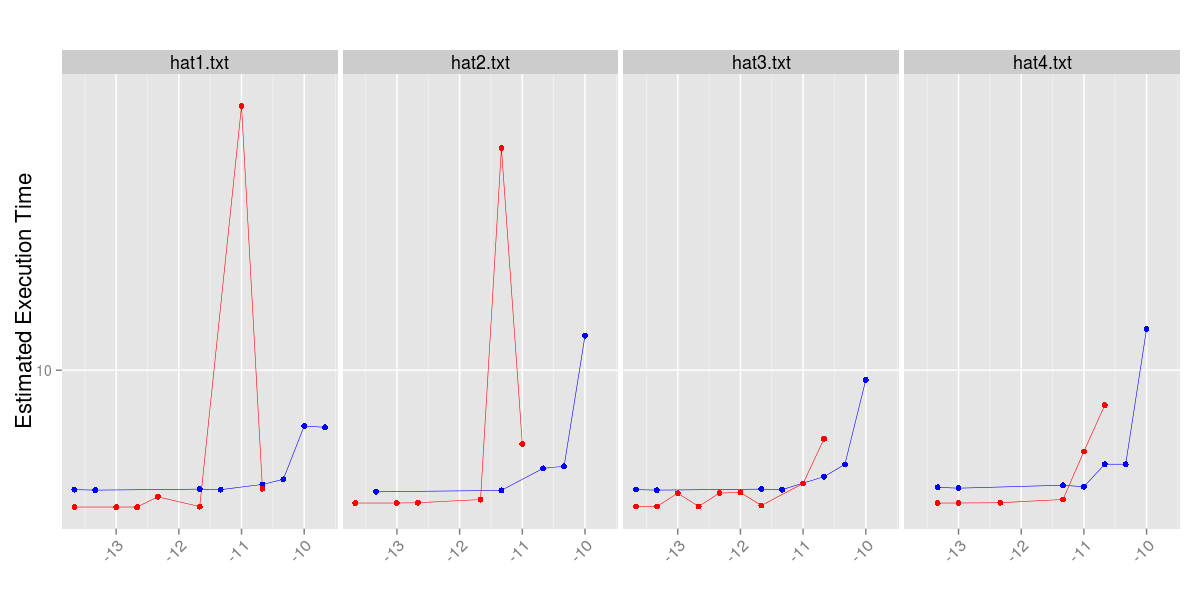 hat1.txt hat2.txt hat3.txt hat4.txt
Estimated Execution Time
10
-13 -12 -11 -10 -13 -12 -11 -10 -13 -12 -11 -10 -13 -12 -11 -10